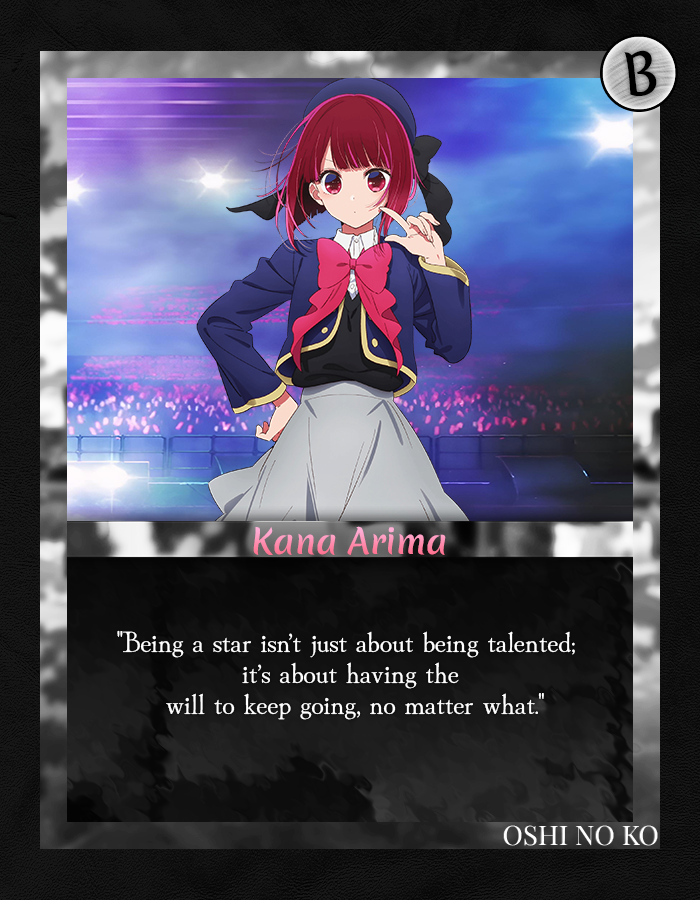 B
Kana Arima
"Being a star isn't just about being talented;
it's about having the
will to keep going, no matter what."
OSHI NO KO